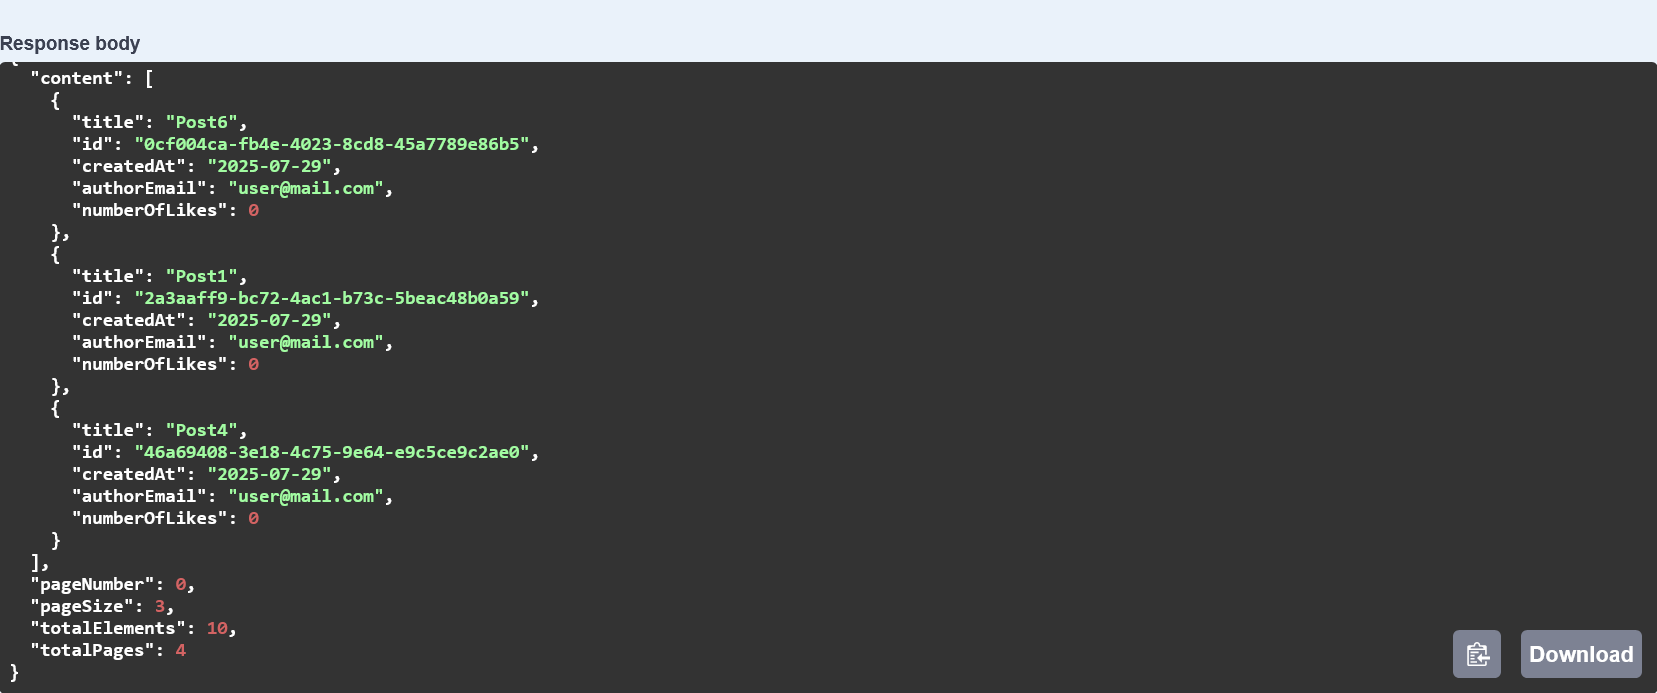 Response body
{
"content": [
{
"title": "Post6",
"id": "0cf004ca-fb4e-4023-8cd8-45a7789e86b5",
"createdAt": "2025-07-29",
"authorEmail": "user@mail.com",
"numberOfLikes": 0
},
{
"title": "Post1",
"id": "2a3aaff9-bc72-4ac1-b73c-5beac48b0a59",
"createdAt": "2025-07-29",
"authorEmail": "user@mail.com",
"numberOfLikes": 0
},
{
"title": "Post4",
"id": "46a69408-3e18-4c75-9e64-e9c5ce9c2ae0",
"createdAt": "2025-07-29",
"authorEmail": "user@mail.com",
"numberOfLikes": 0
}
],
"pageNumber": 0,
"pageSize": 3,
"totalElements": 10,
"totalPages": 4
}
Download